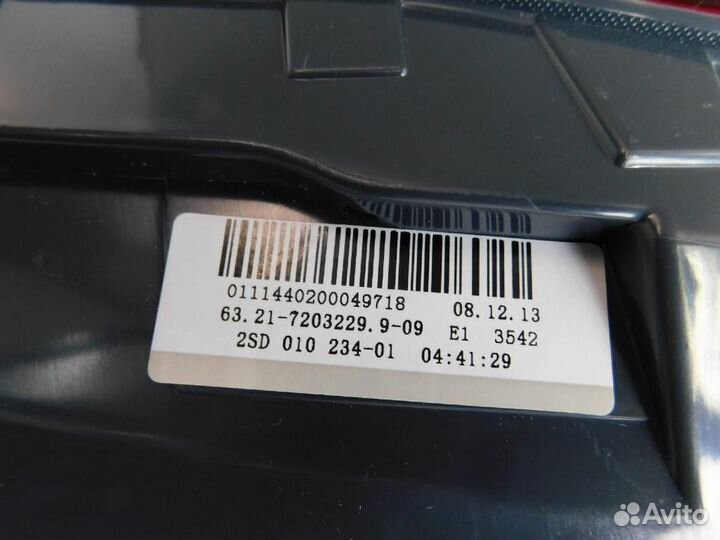 0111440200049718 08.12.13
63.21-7203229.9-09 E1 3542
2SD 010 234-01 04:41:29
Avito